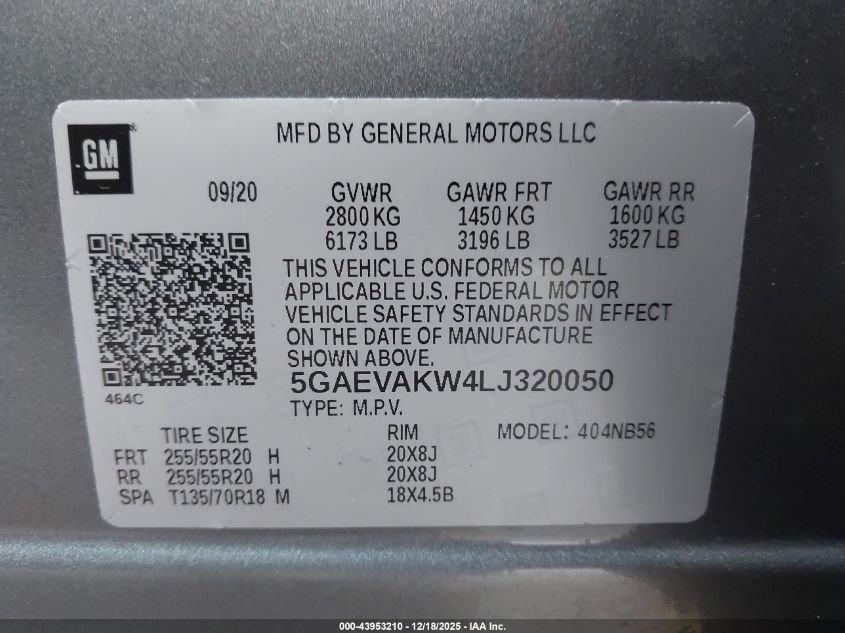 GM
MFD BY GENERAL MOTORS LLC
09/20 GVWR GAWR FRT GAWR RR
2800 KG 1450 KG 1600 KG
6173 LB 3196 LB 3527 LB
THIS VEHICLE CONFORMS TO ALL
APPLICABLE U.S. FEDERAL MOTOR
VEHICLE SAFETY STANDARDS IN EFFECT
ON THE DATE OF MANUFACTURE
SHOWN ABOVE.
5GAEVAKW4LJ320050
464C
TYPE: M.P.V.
TIRE SIZE RIM MODEL: 404NB56
FRT 255/55R20 H 20X8J
RR 255/55R20 H 20X8J
SPA T135/70R18 M 18X4.5B
000-43953210 - 12/18/2025 - IAA Inc.